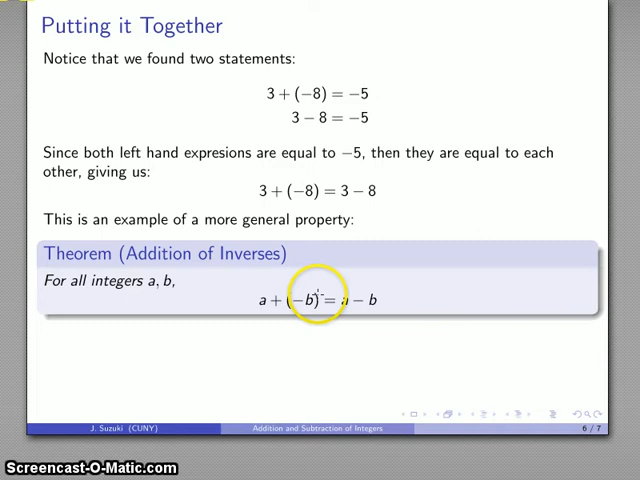 Putting it Together
Notice that we found two statements:
3 + (−8) = −5
3 − 8 = −5
Since both left hand expresions are equal to −5, then they are equal to each
other, giving us:
3 + (−8) = 3 − 8
This is an example of a more general property:
Theorem (Addition of Inverses)
For all integers a, b,
a + (−b) = a − b
J. Suzuki (CUNY) Addition and Subtraction of Integers 6 / 7
Screencast-O-Matic.com